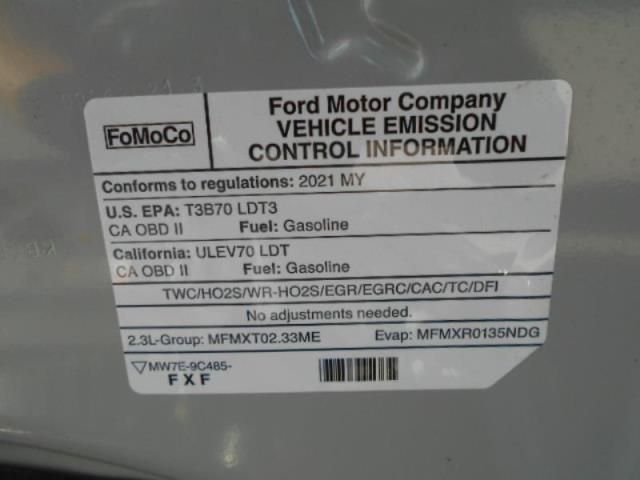 FoMoCo
Ford Motor Company
VEHICLE EMISSION
CONTROL INFORMATION
Conforms to regulations: 2021 MY
U.S. EPA: T3B70 LDT3
CA OBD II Fuel: Gasoline
California: ULEV70 LDT
CA OBD II Fuel: Gasoline
TWC/HO2S/WR-HO2S/EGR/EGRC/CAC/TC/DFI
No adjustments needed.
2.3L-Group: MFMXT02.33ME Evap: MFMXR0135NDG
MW7E-9C485-
FXF